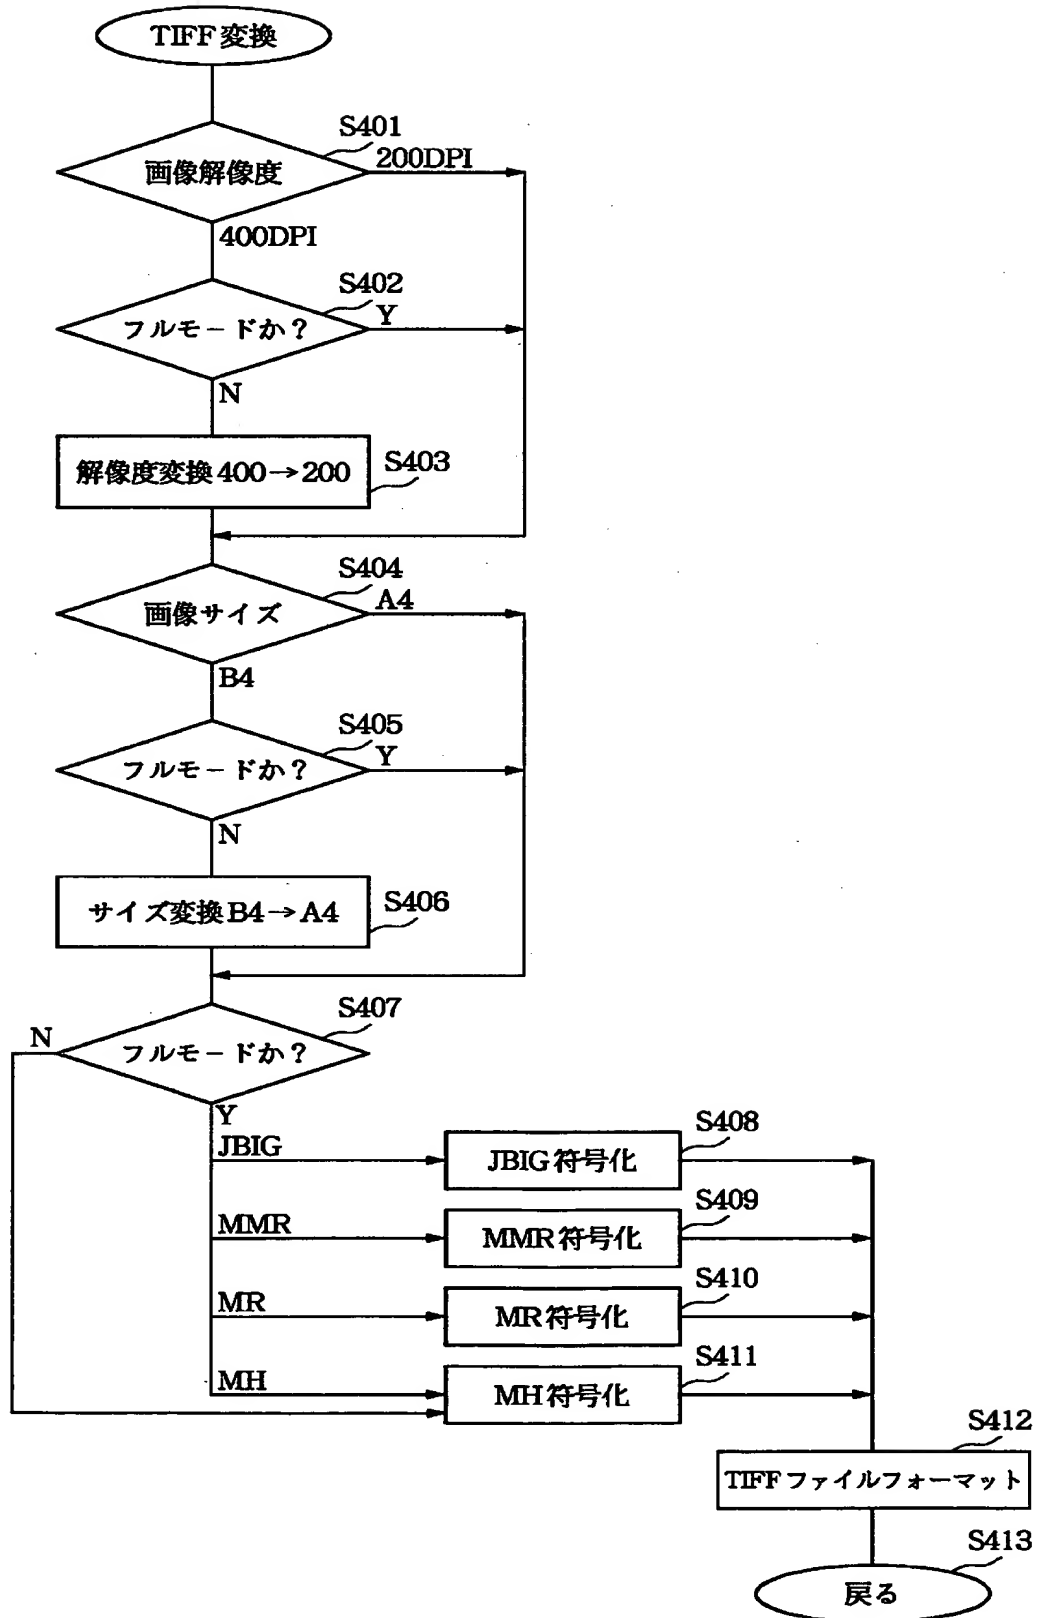 TIFF変換
S401
画像解像度
200DPI
400DPI
S402
フルモードか?
Y
N
解像度変換400→200
S403
S404
画像サイズ
A4
B4
S405
フルモードか?
Y
N
サイズ変換B4→A4
S406
S407
フルモードか?
N
Y
JBIG
JBIG符号化
S408
MMR
MMR符号化
S409
MR
MR符号化
S410
MH
MH符号化
S411
S412
TIFFファイルフォーマット
S413
戻る